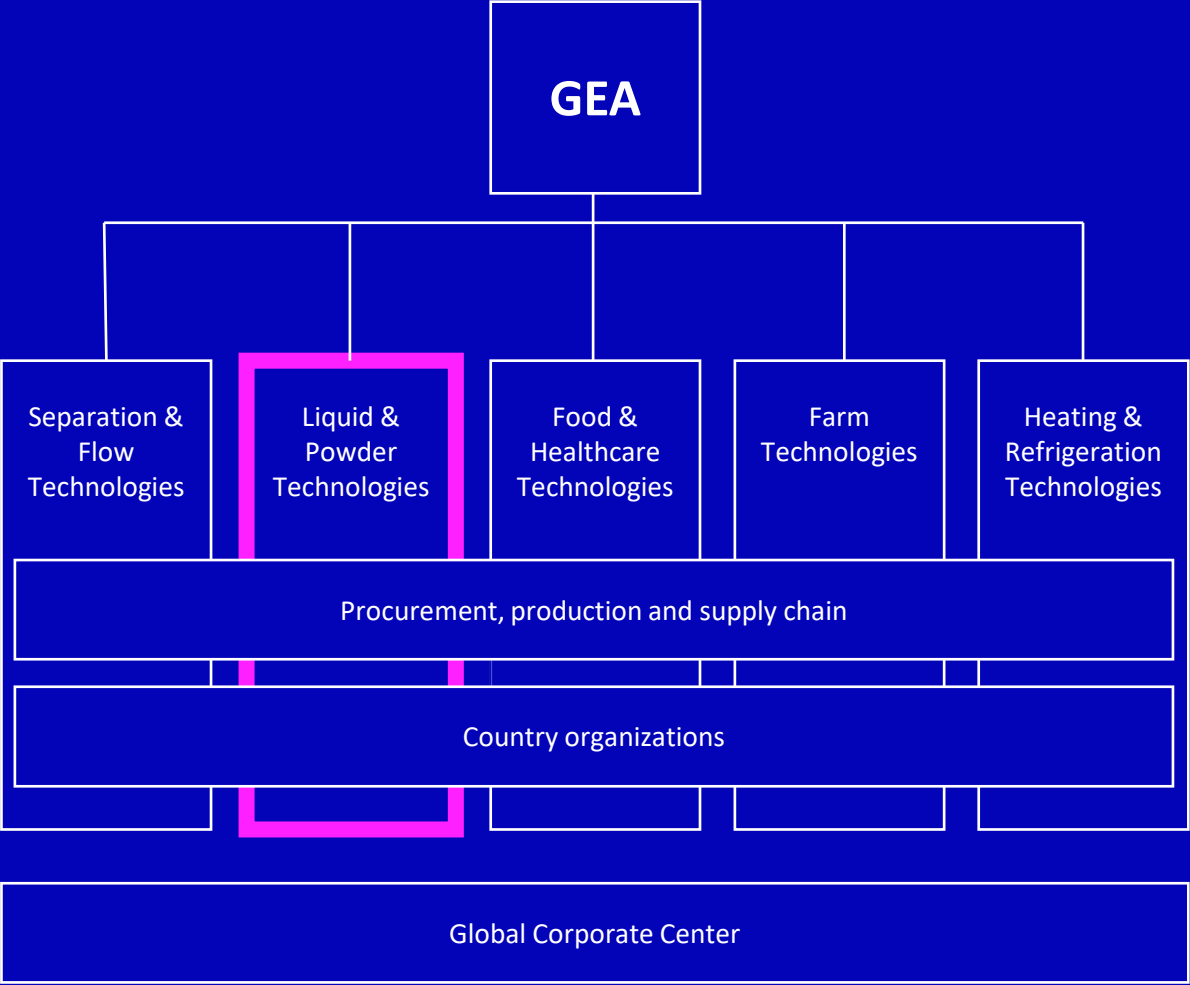 GEA
Separation &
Flow
Technologies
Liquid &
Powder
Technologies
Food &
Healthcare
Technologies
Farm
Technologies
Heating &
Refrigeration
Technologies
Procurement, production and supply chain
Country organizations
Global Corporate Center